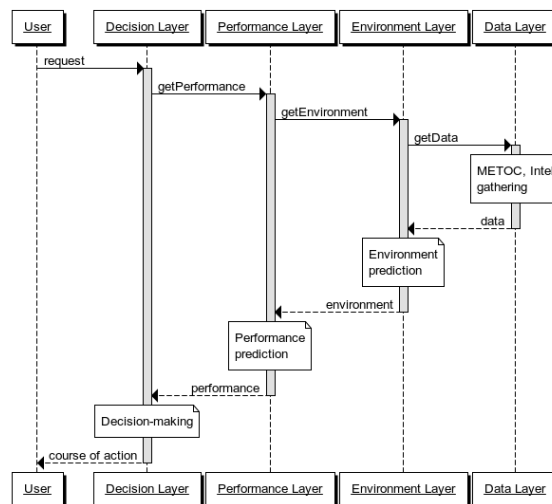 User
Decision Layer
Performance Layer
Environment Layer
Data Layer
request
getPerformance
getEnvironment
getData
METOC, Intel
gathering
data
Environment
prediction
environment
Performance
prediction
performance
Decision-making
course of action
User
Decision Layer
Performance Layer
Environment Layer
Data Layer